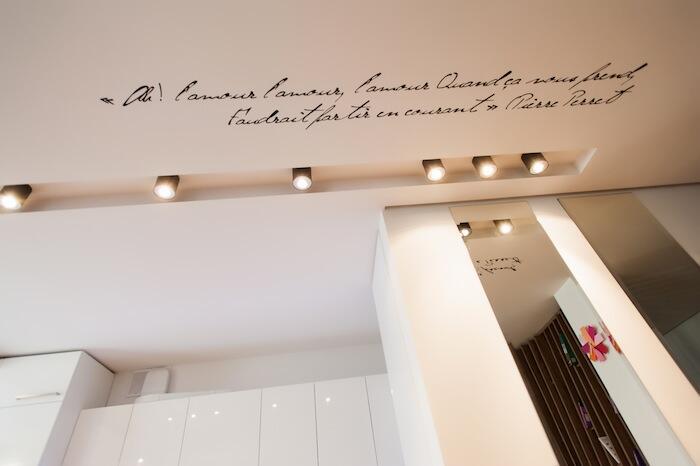 « Ah ! l'amour l'amour, l'amour Quand ça vous prend,
Faudrait partir en courant » Pierre Perret